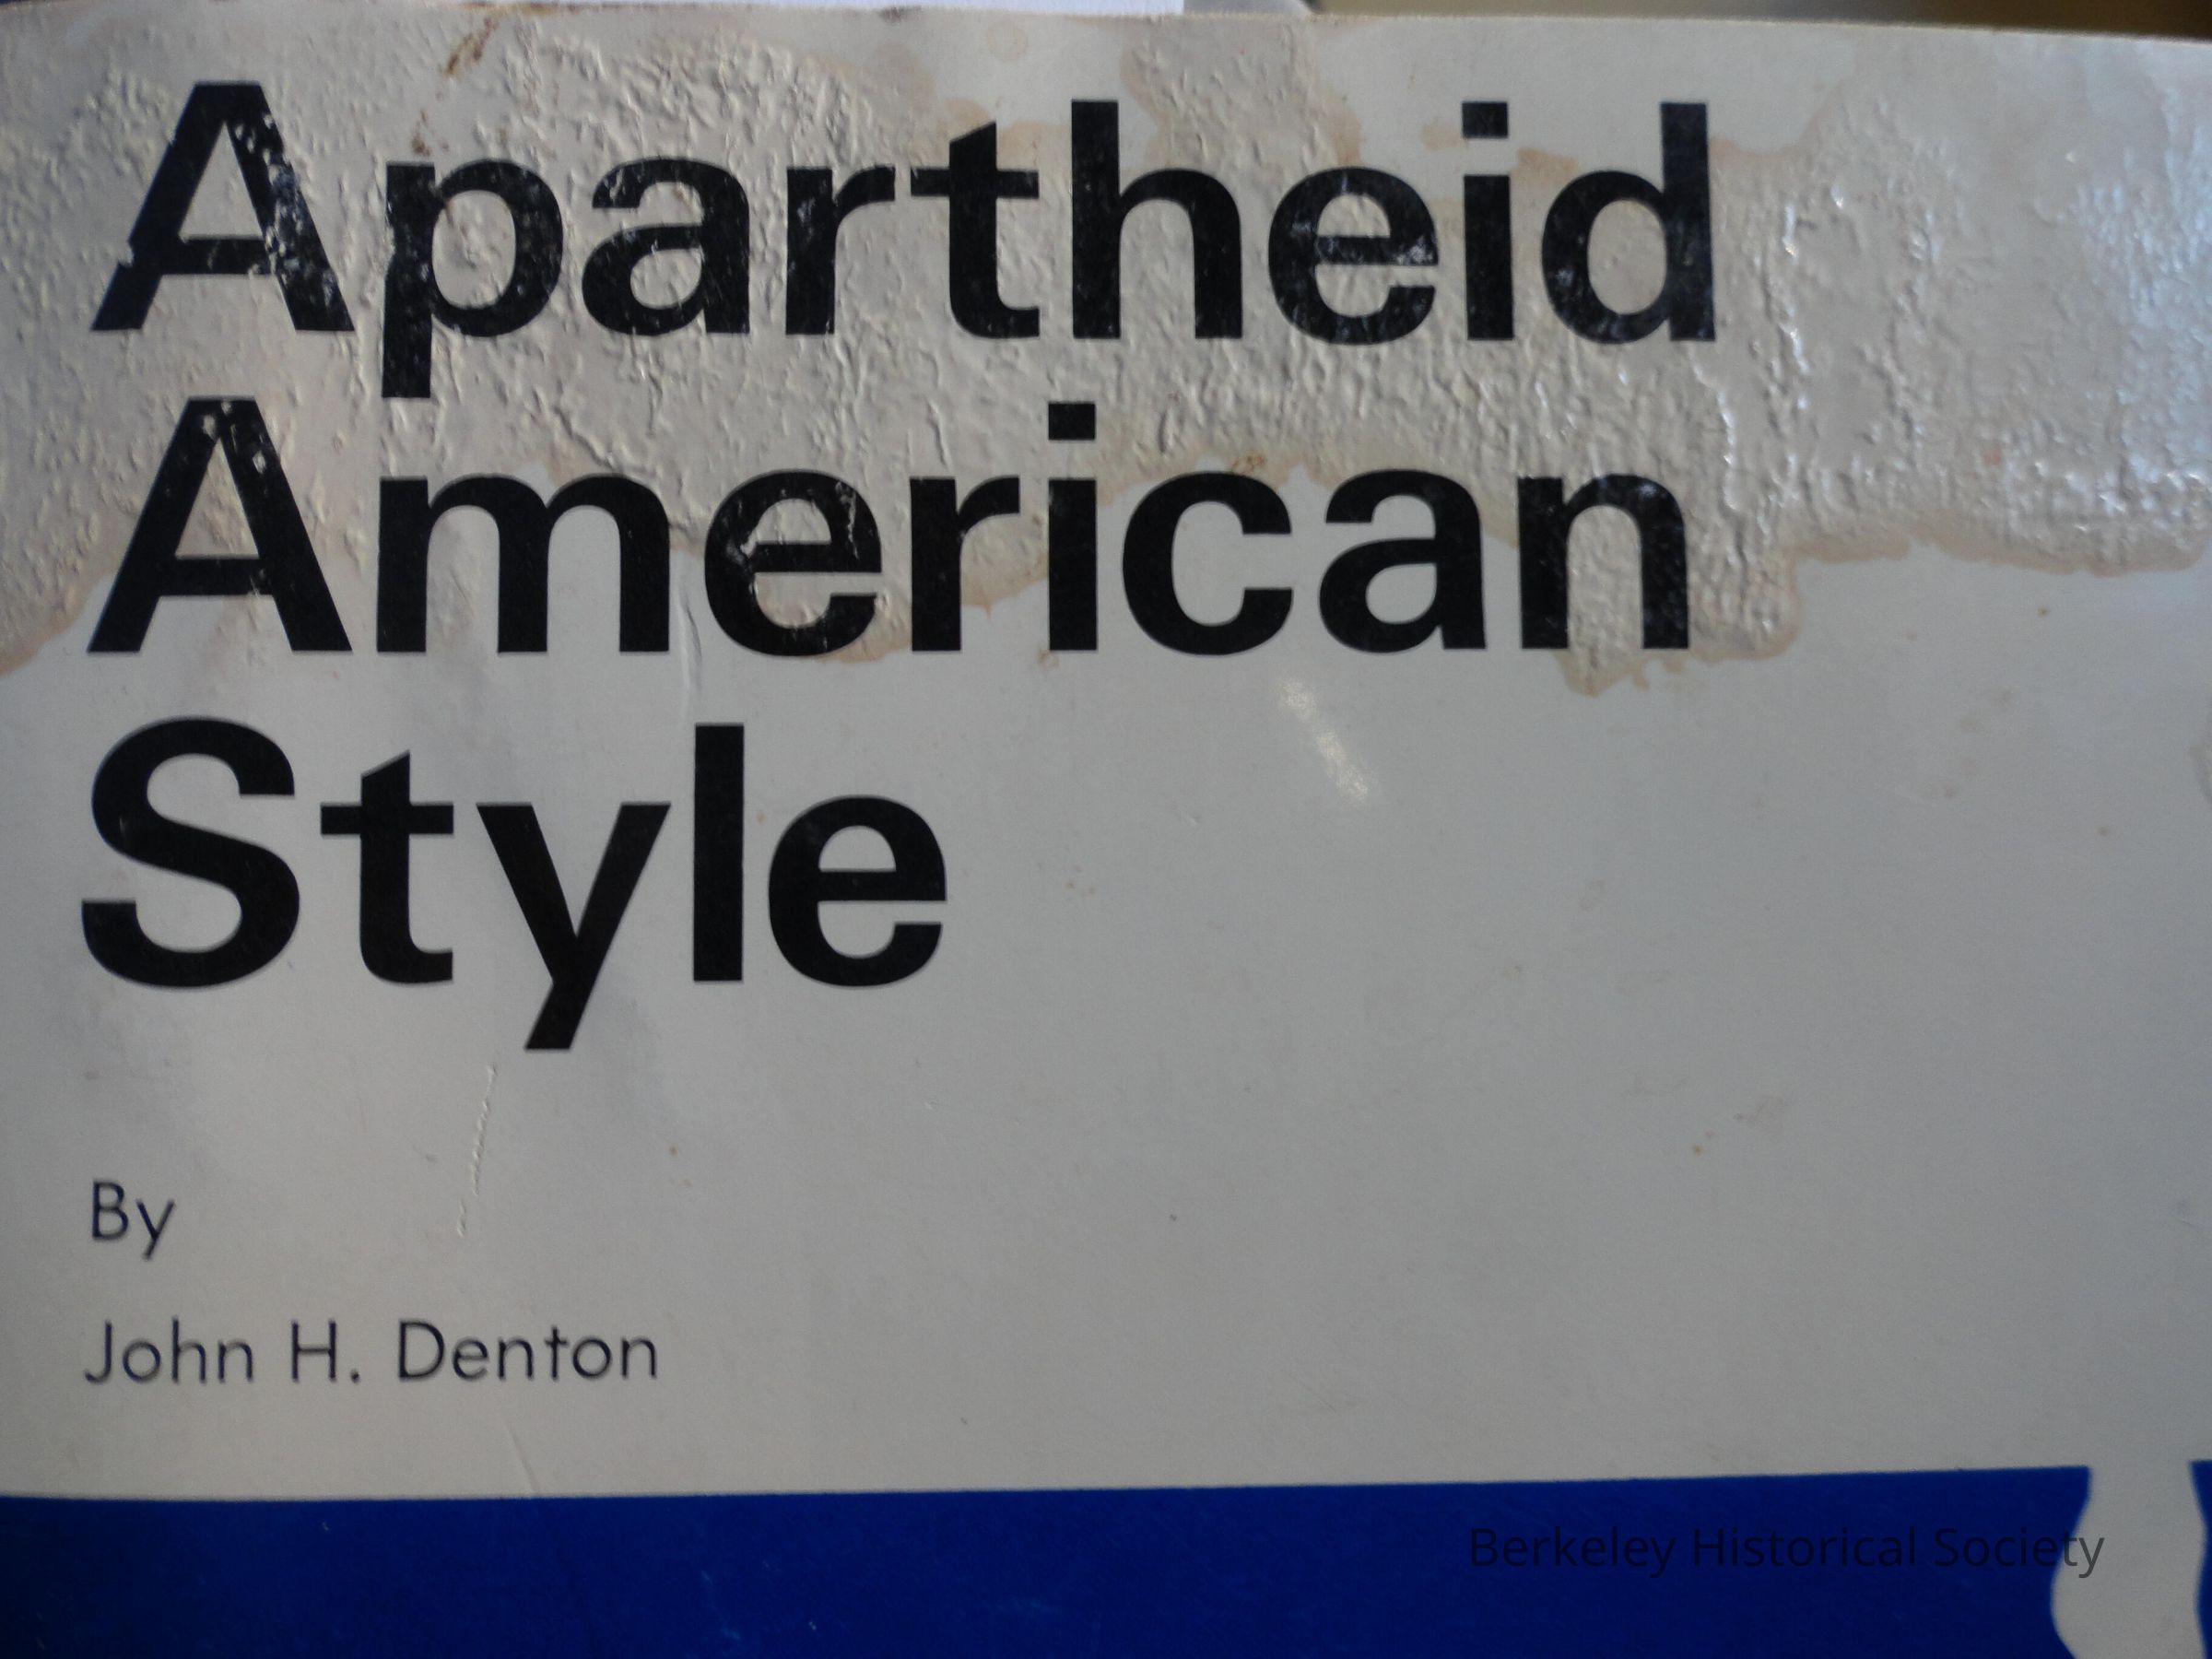 Apartheid
American
Style
By
John H. Denton
Berkeley Historical Society